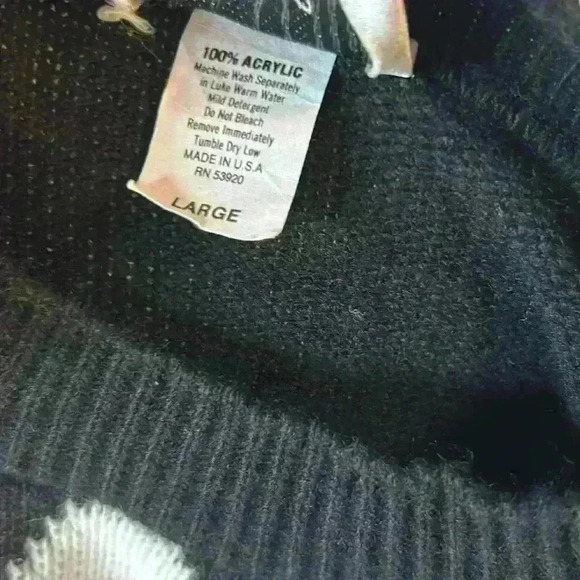 100% ACRYLIC
Machine Wash Separately
in Luke Warm Water
Mild Detergent
Do Not Bleach
Remove Immediately
Tumble Dry Low
MADE IN U.S.A
RN 53920
LARGE